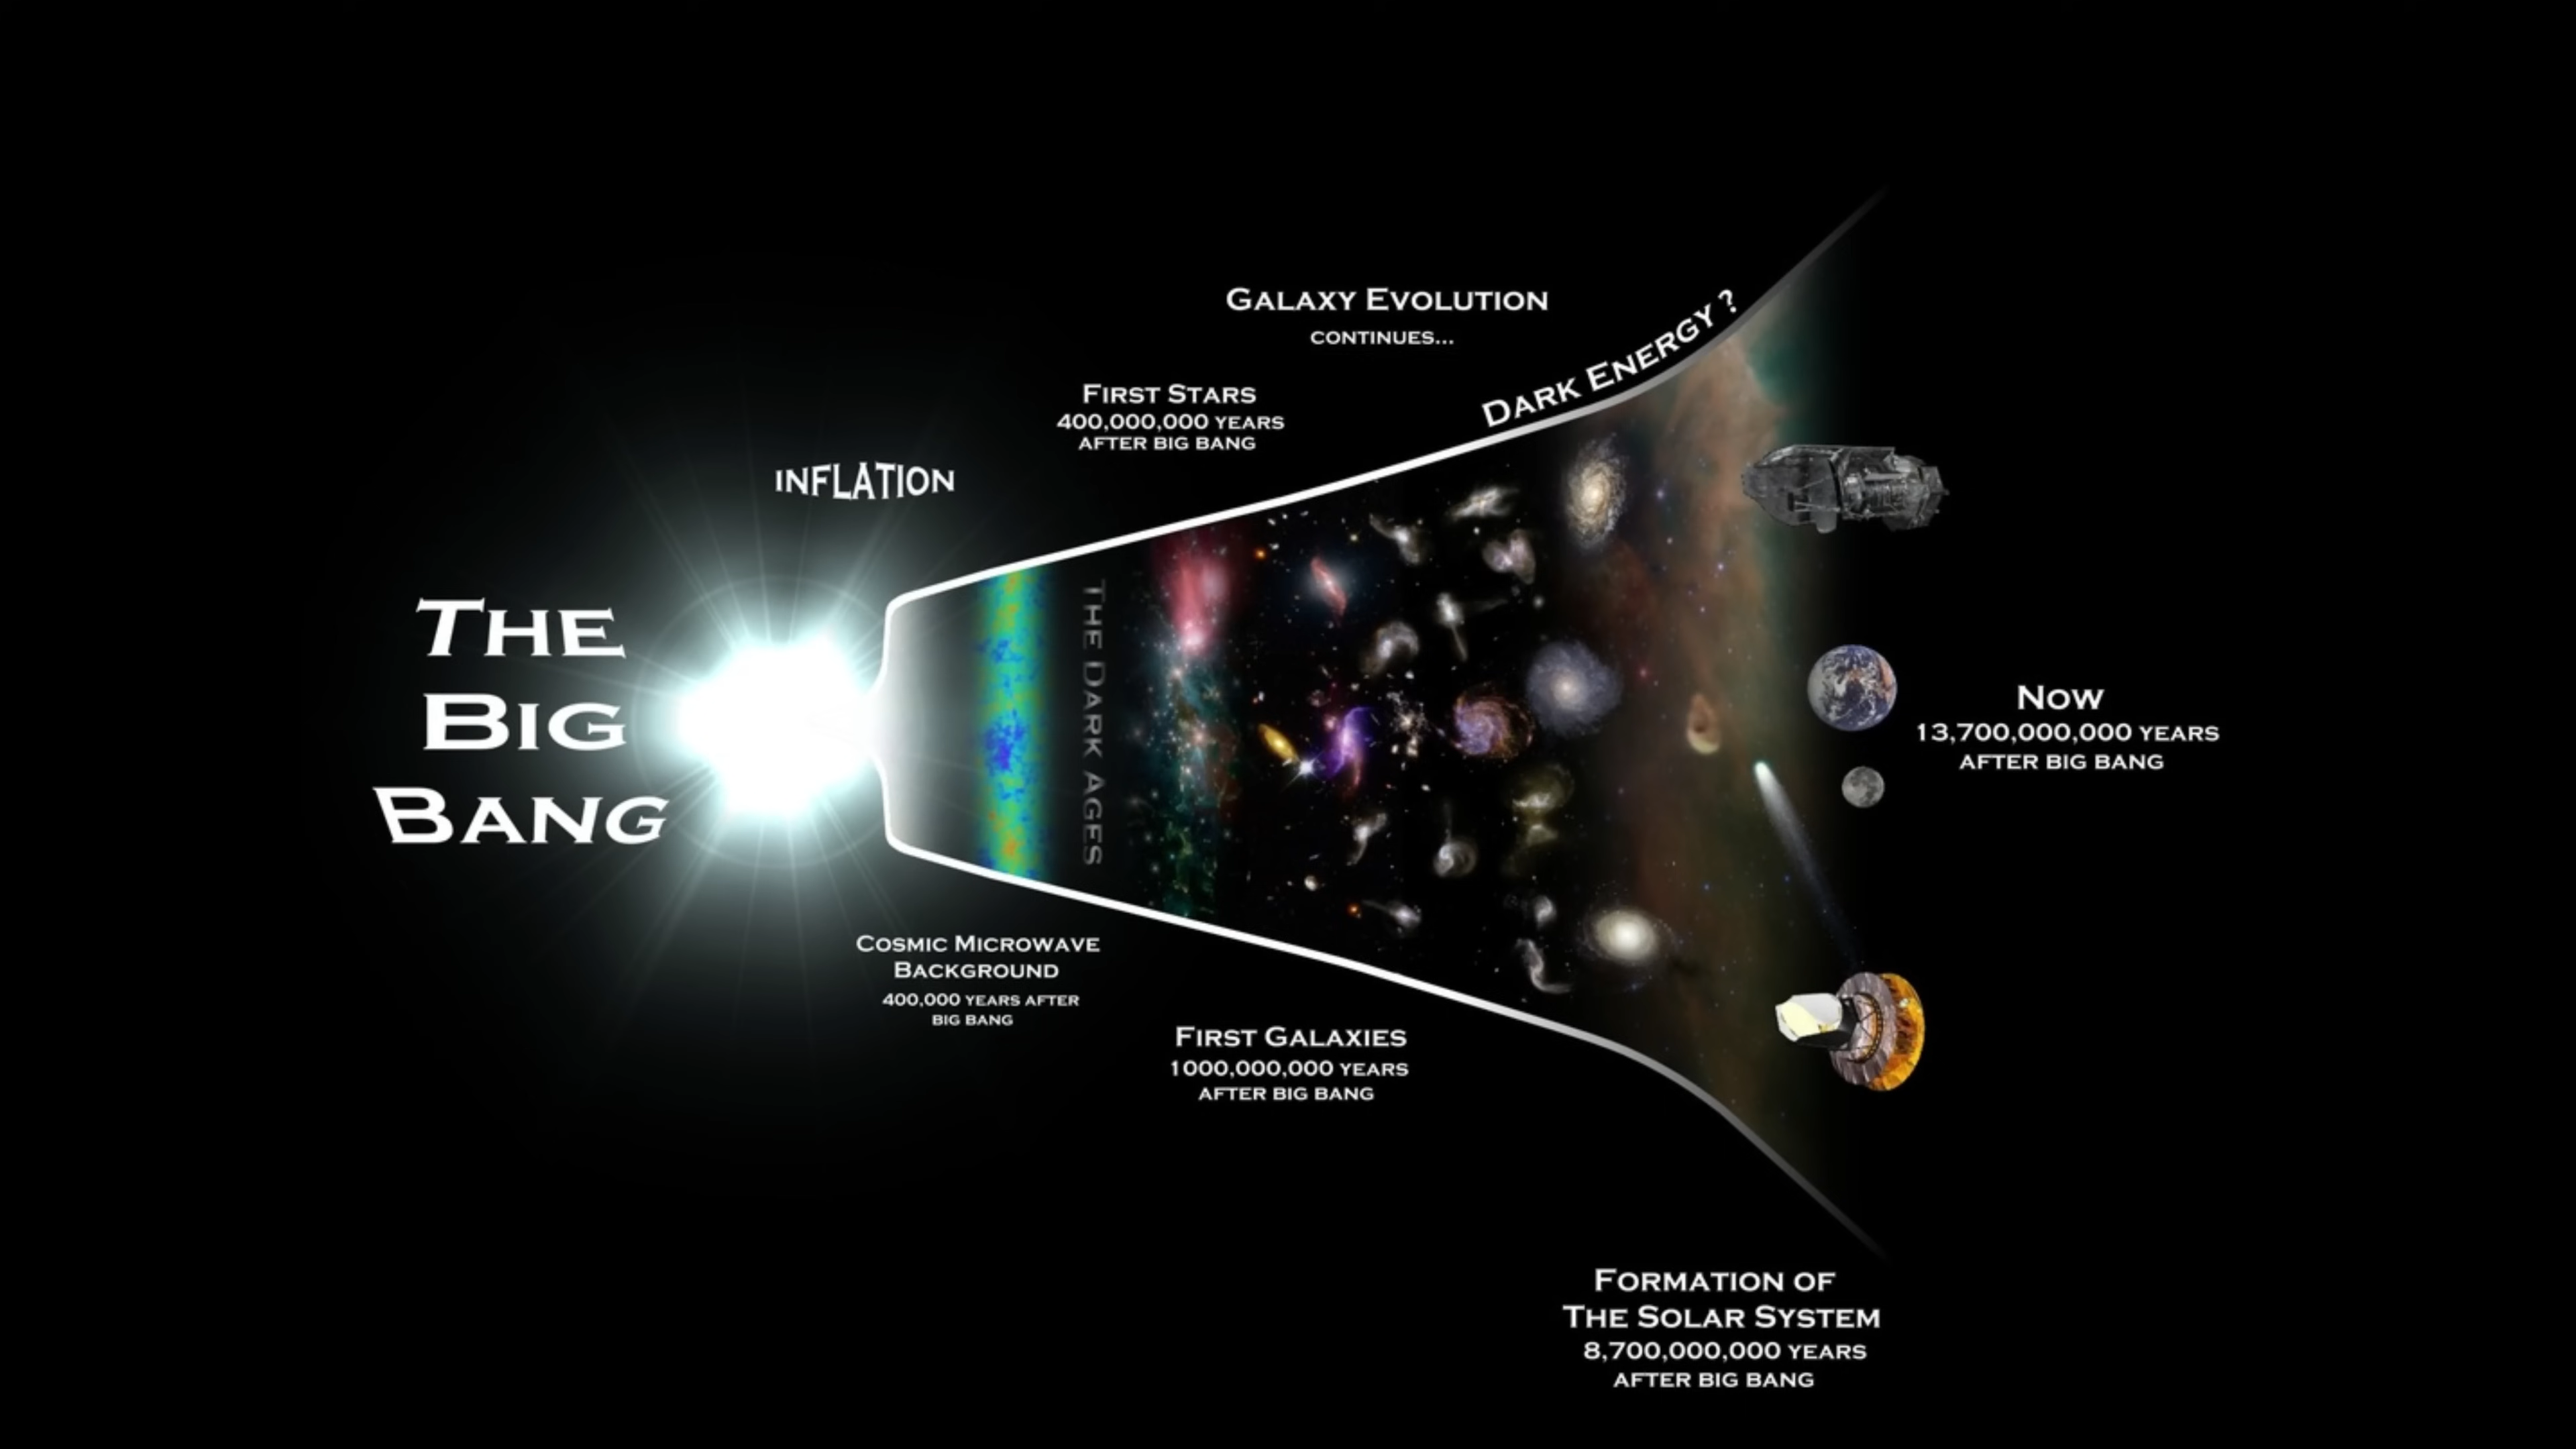 THE
BIG
BANG
INFLATION
COSMIC MICROWAVE
BACKGROUND
400,000 YEARS AFTER
BIG BANG
THE DARK AGES
FIRST STARS
400,000,000 YEARS
AFTER BIG BANG
FIRST GALAXIES
1000,000,000 YEARS
AFTER BIG BANG
GALAXY EVOLUTION
CONTINUES...
DARK ENERGY ?
FORMATION OF
THE SOLAR SYSTEM
8,700,000,000 YEARS
AFTER BIG BANG
NOW
13,700,000,000 YEARS
AFTER BIG BANG